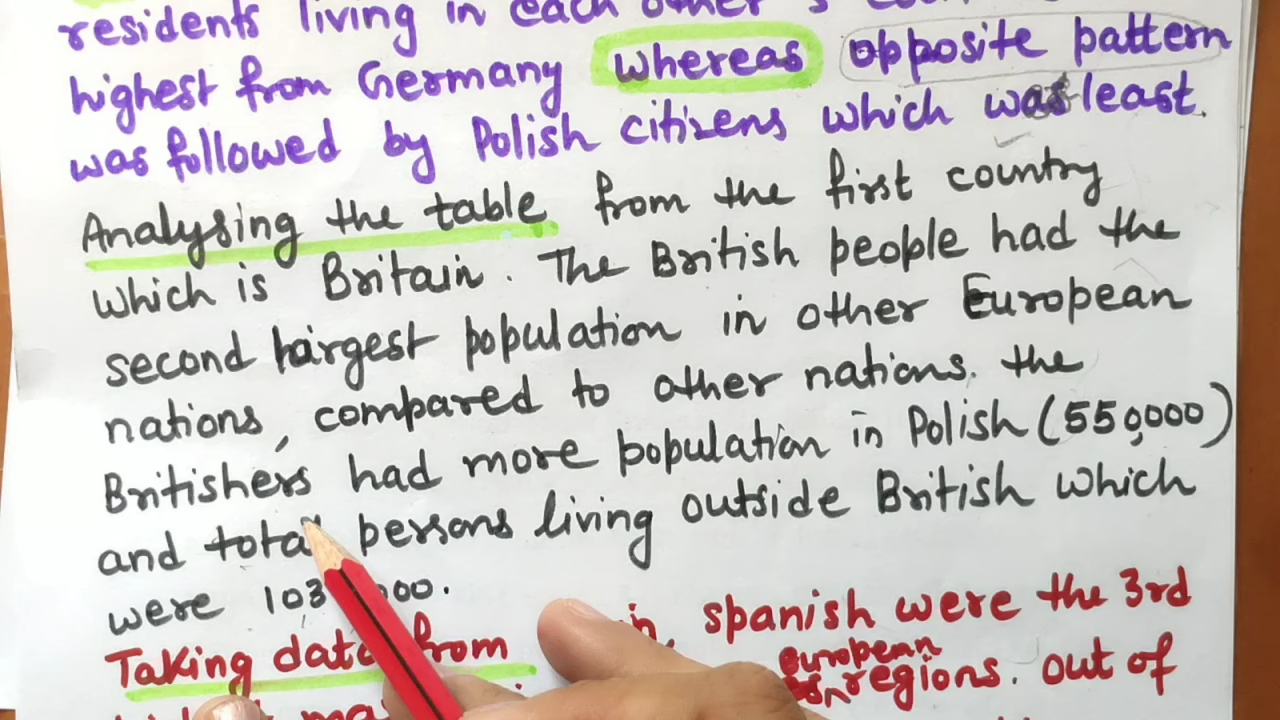 residents living in each other's
highest from Germany whereas opposite pattern
was followed by Polish citizens which was least.
Analysing the table from the first country
which is Britain. The British people had the
second largest population in other European
nations, compared to other nations. the
Britishers had more population in Polish (550,000)
and total persons living outside British which
were 103 000.
Taking data from spanish were the 3rd
european
regions. out of